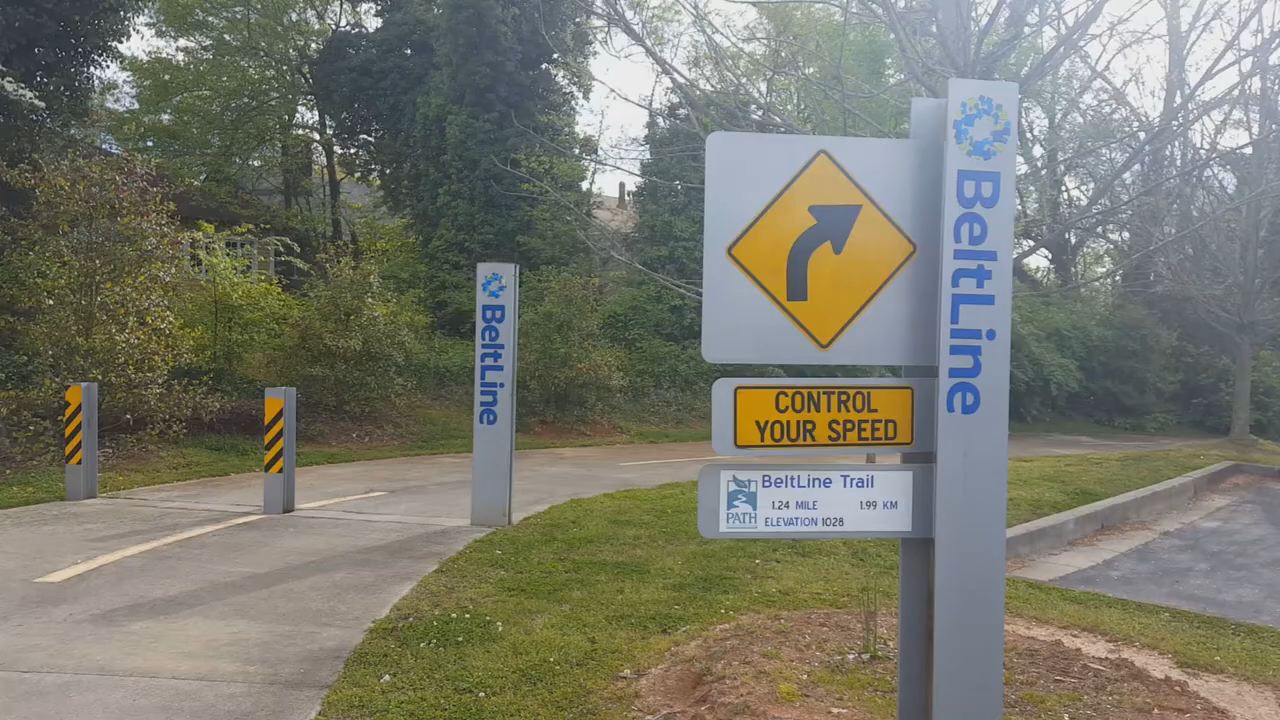 BeltLine
BeltLine
CONTROL
YOUR SPEED
BeltLine Trail
1.24 MILE 1.99 KM
ELEVATION 1028
PATH